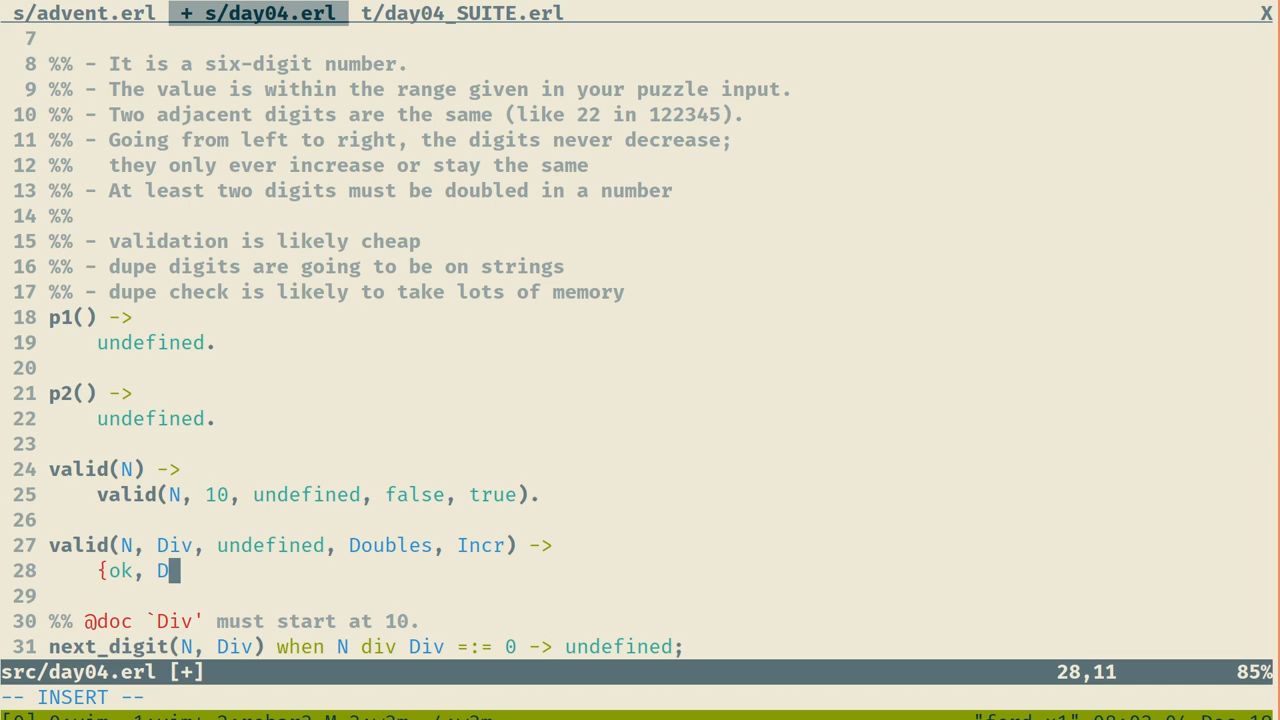 s/advent.erl + s/day04.erl t/day04_SUITE.erl X
7
8 %% - It is a six-digit number.
9 %% - The value is within the range given in your puzzle input.
10 %% - Two adjacent digits are the same (like 22 in 122345).
11 %% - Going from left to right, the digits never decrease;
12 %%   they only ever increase or stay the same
13 %% - At least two digits must be doubled in a number
14 %%
15 %% - validation is likely cheap
16 %% - dupe digits are going to be on strings
17 %% - dupe check is likely to take lots of memory
18 p1() ->
19     undefined.
20
21 p2() ->
22     undefined.
23
24 valid(N) ->
25     valid(N, 10, undefined, false, true).
26
27 valid(N, Div, undefined, Doubles, Incr) ->
28     {ok, D
29
30 %% @doc `Div' must start at 10.
31 next_digit(N, Div) when N div Div =:= 0 -> undefined;
src/day04.erl [+] 28,11 85%
-- INSERT --